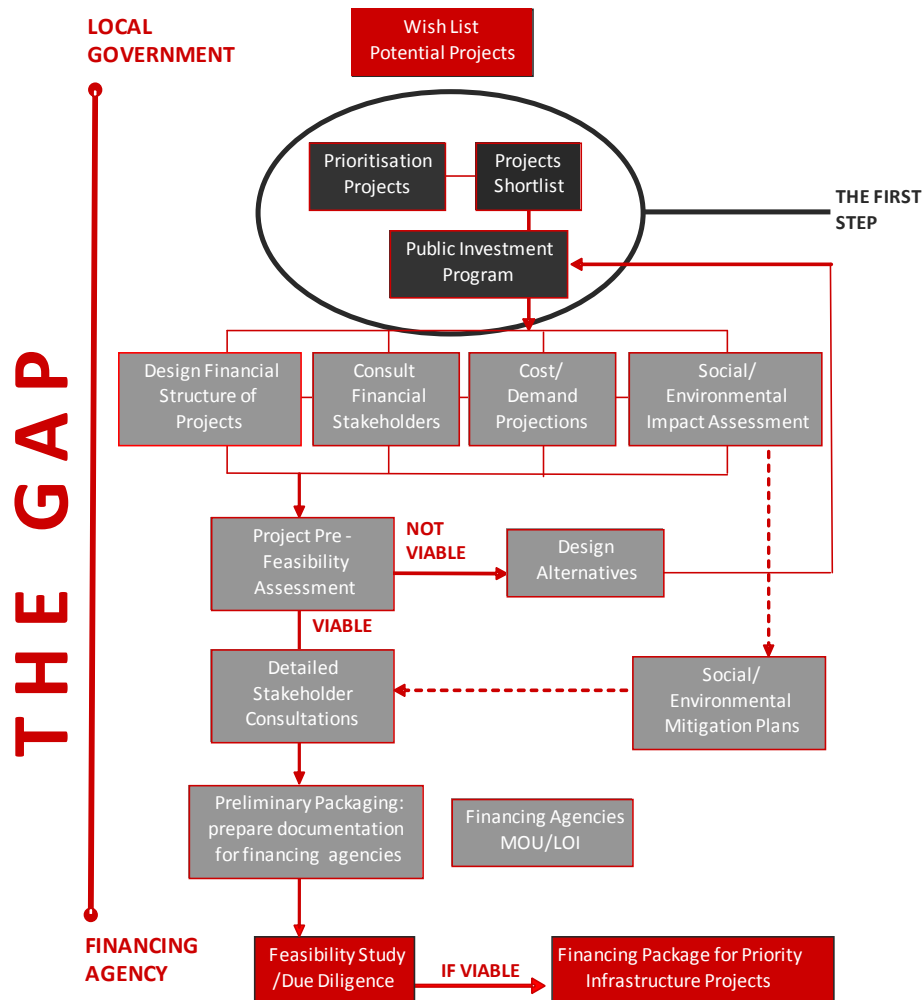 LOCAL
GOVERNMENT
Wish List
Potential Projects
Prioritisation
Projects
Projects
Shortlist
THE FIRST
STEP
Public Investment
Program
THE GAP
Design Financial
Structure of
Projects
Consult
Financial
Stakeholders
Cost/
Demand
Projections
Social/
Environmental
Impact Assessment
Project Pre -
Feasibility
Assessment
NOT
VIABLE
Design
Alternatives
VIABLE
Detailed
Stakeholder
Consultations
Social/
Environmental
Mitigation Plans
Preliminary Packaging:
prepare documentation
for financing agencies
Financing Agencies
MOU/LOI
FINANCING
AGENCY
Feasibility Study
/Due Diligence
IF VIABLE
Financing Package for Priority
Infrastructure Projects